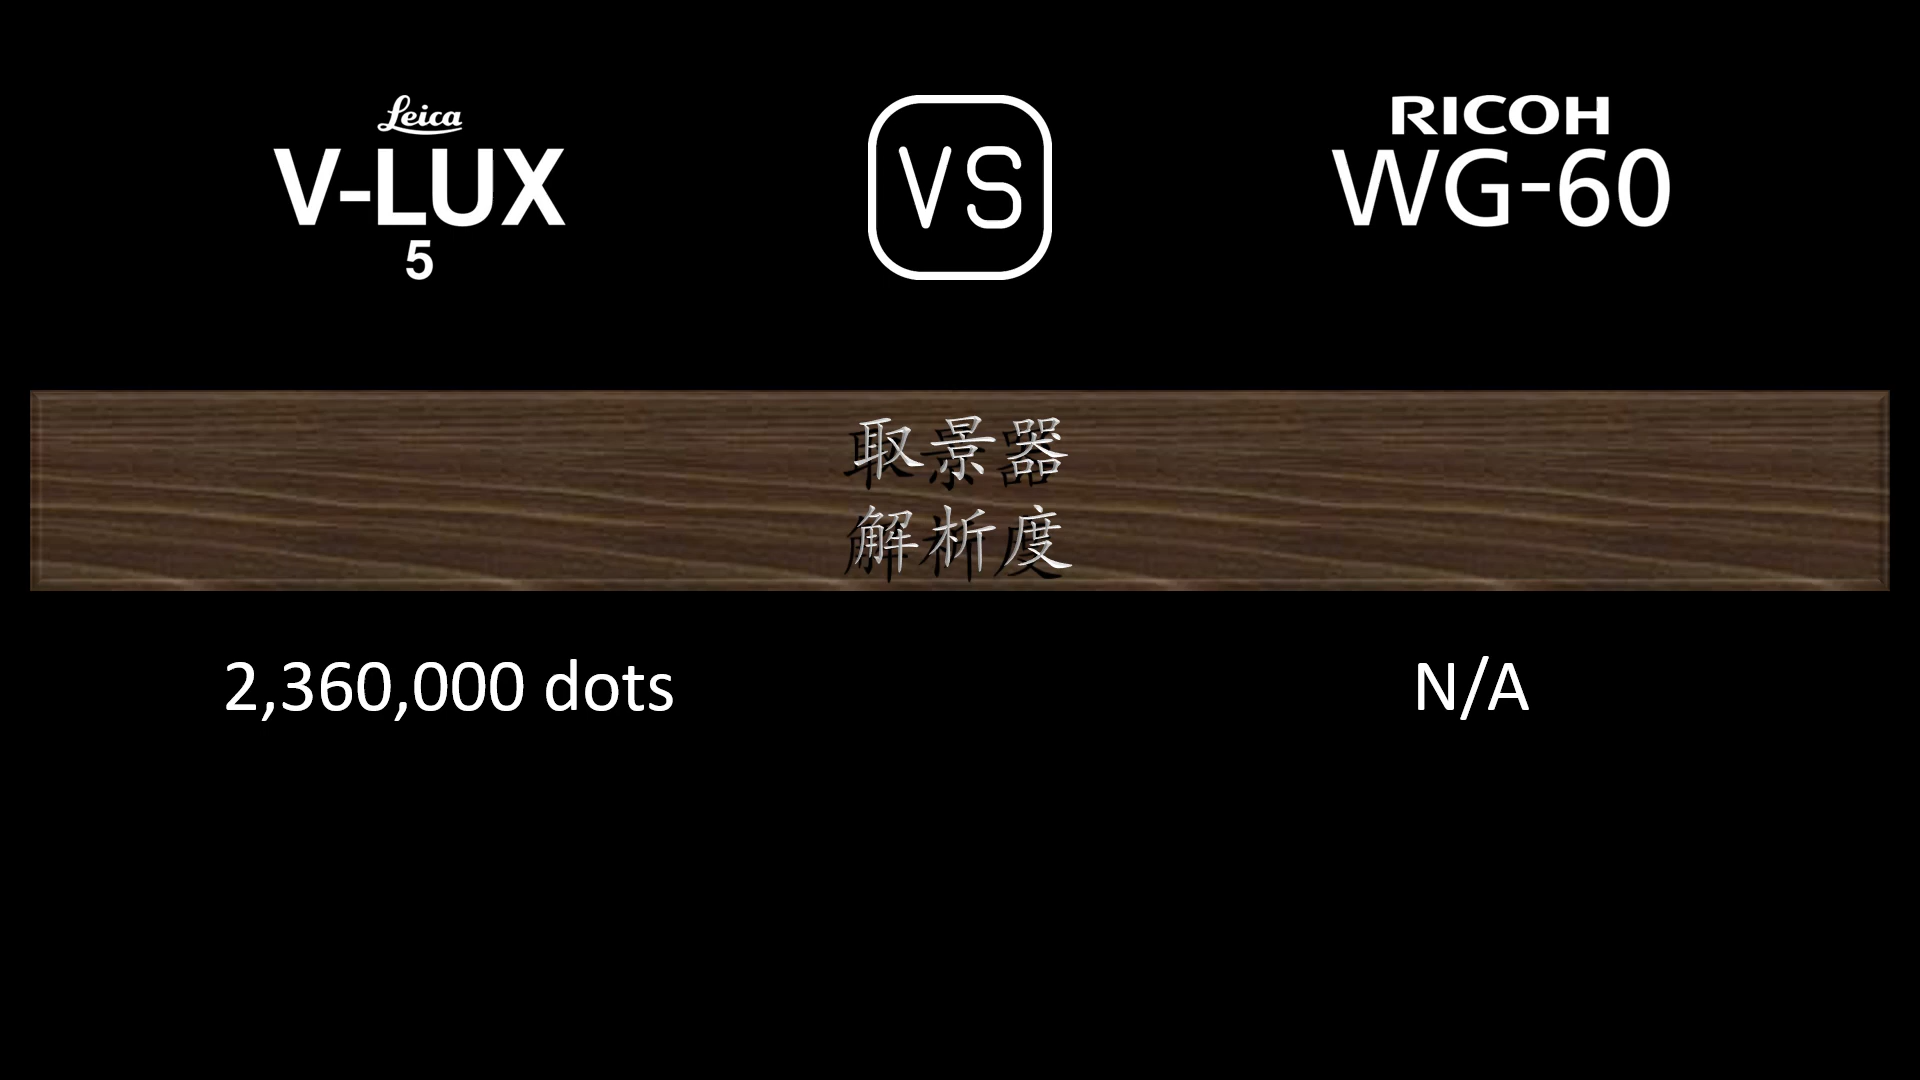 Leica
V-LUX
5
VS
RICOH
WG-60
取景器
解析度
2,360,000 dots
N/A